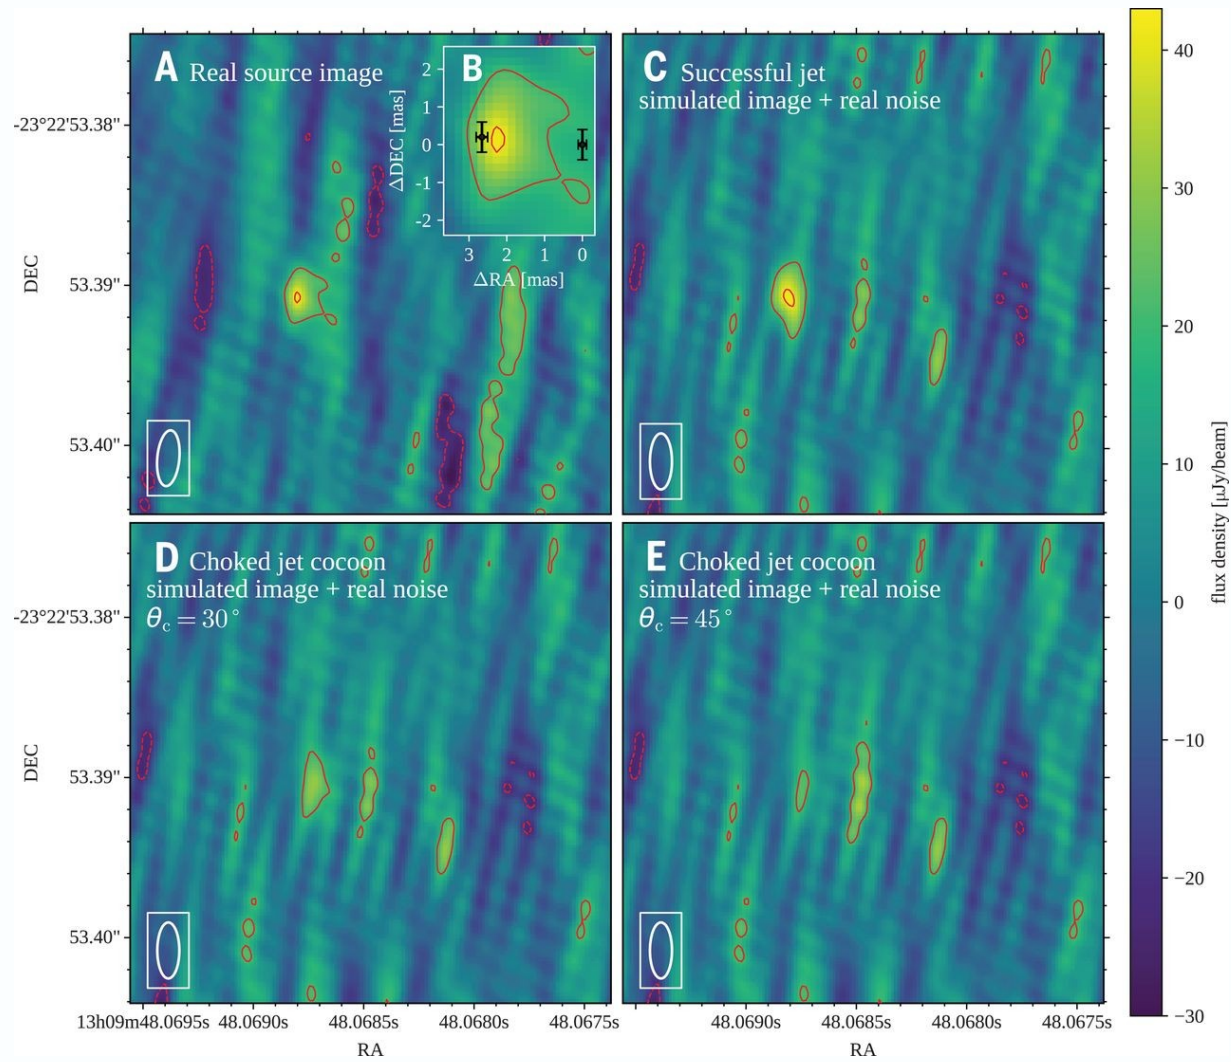 A Real source image
B
2
1
0
-1
-2
ΔDEC [mas]
3 2 1 0
ΔRA [mas]
C Successful jet
simulated image + real noise
-23°22'53.38"
53.39"
53.40"
DEC
D Choked jet cocoon
simulated image + real noise
θc = 30°
E Choked jet cocoon
simulated image + real noise
θc = 45°
-23°22'53.38"
53.39"
53.40"
DEC
13h09m48.0695s 48.0690s 48.0685s 48.0680s 48.0675s
RA
48.0690s 48.0685s 48.0680s 48.0675s
RA
40
30
20
10
0
−10
−20
−30
flux density [μJy/beam]